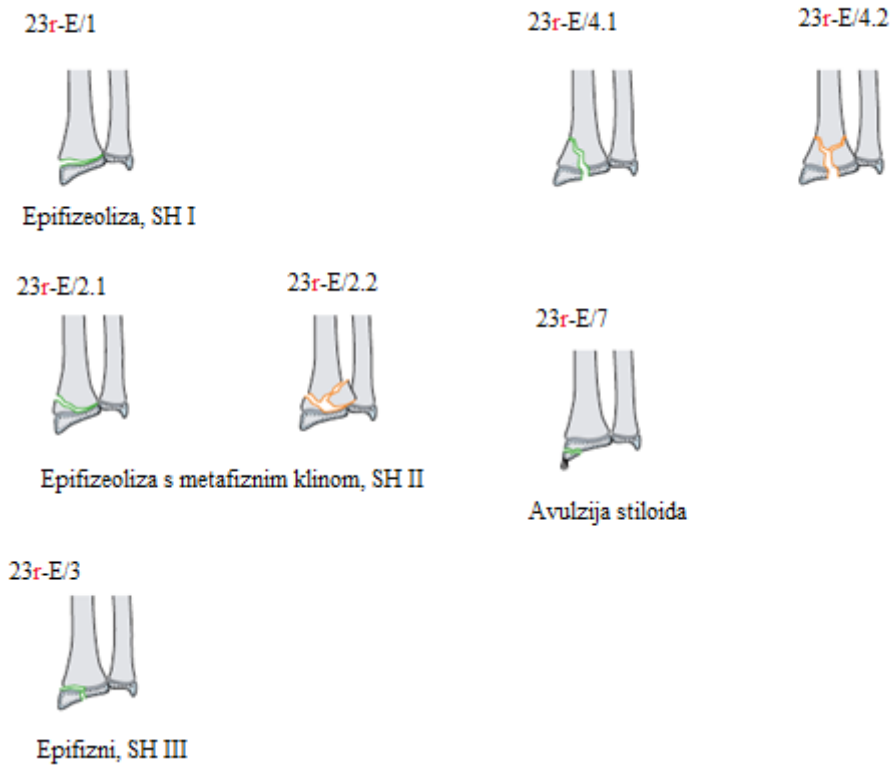 23r-E/1
Epifizeoliza, SH I
23r-E/2.1
23r-E/2.2
Epifizeoliza s metafiznim klinom, SH II
23r-E/3
Epifizni, SH III
23r-E/4.1
23r-E/4.2
23r-E/7
Avulzija stiloida